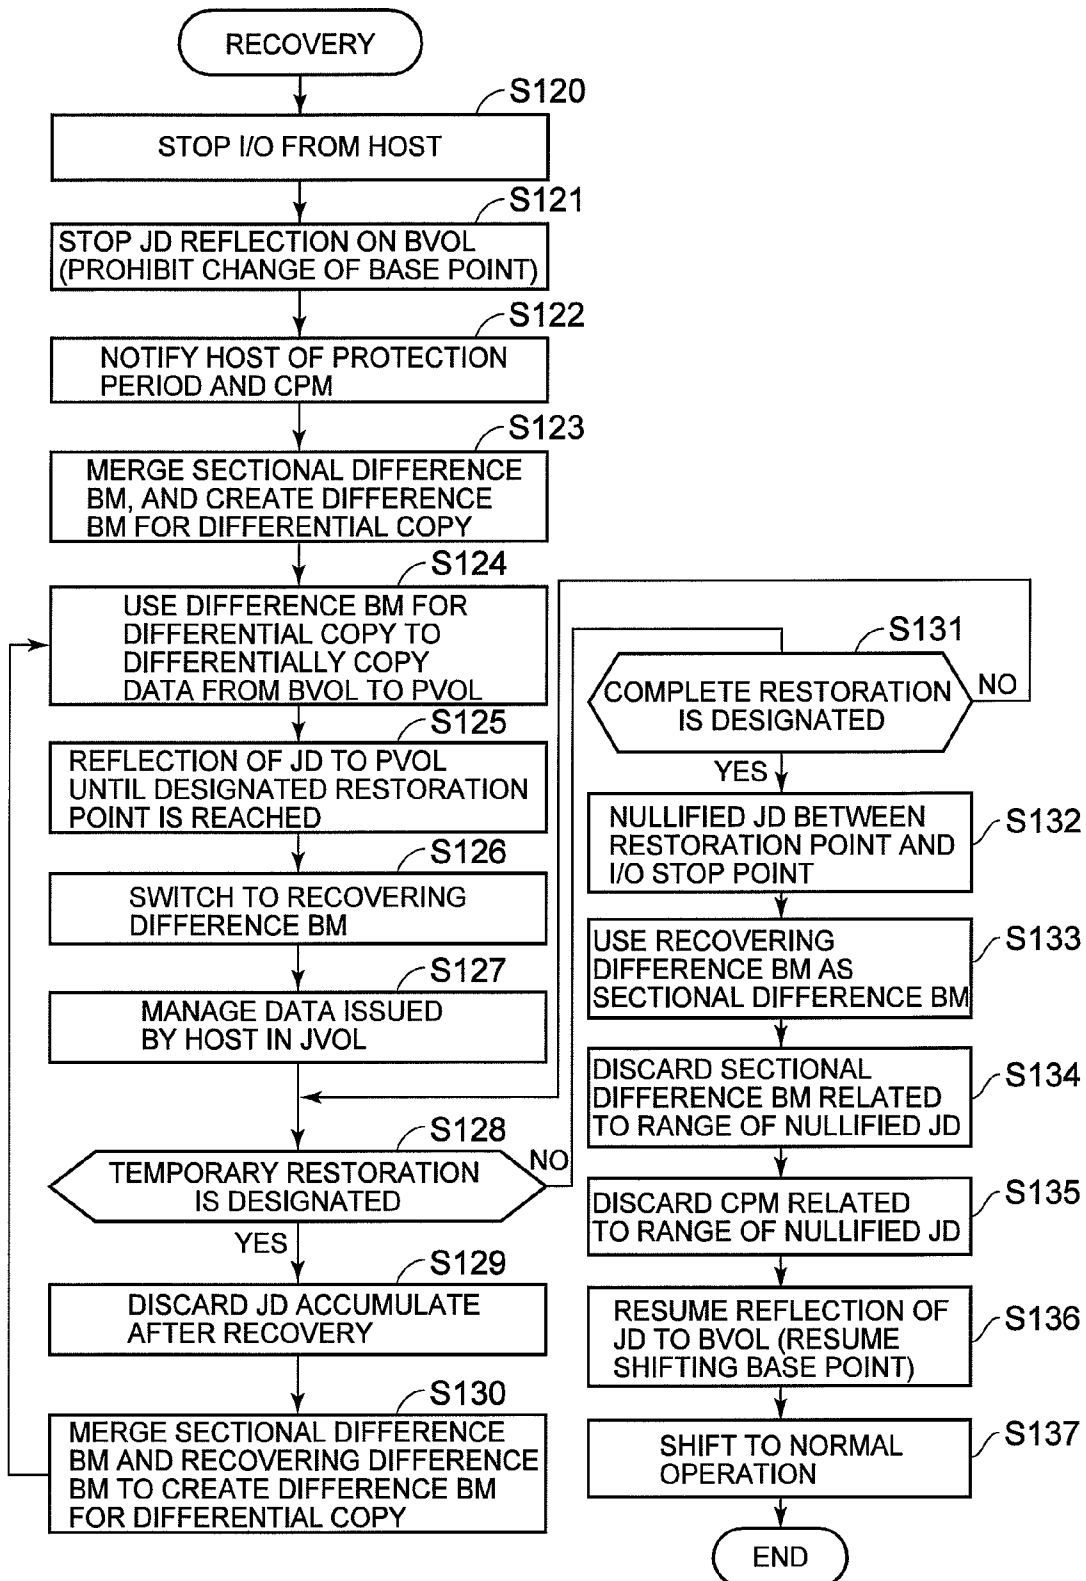 RECOVERY
S120
STOP I/O FROM HOST
S121
STOP JD REFLECTION ON BVOL
(PROHIBIT CHANGE OF BASE POINT)
S122
NOTIFY HOST OF PROTECTION
PERIOD AND CPM
S123
MERGE SECTIONAL DIFFERENCE
BM, AND CREATE DIFFERENCE
BM FOR DIFFERENTIAL COPY
S124
USE DIFFERENCE BM FOR
DIFFERENTIAL COPY TO
DIFFERENTIALLY COPY
DATA FROM BVOL TO PVOL
S125
REFLECTION OF JD TO PVOL
UNTIL DESIGNATED RESTORATION
POINT IS REACHED
S126
SWITCH TO RECOVERING
DIFFERENCE BM
S127
MANAGE DATA ISSUED
BY HOST IN JVOL
S128
TEMPORARY RESTORATION
IS DESIGNATED
NO
YES
S129
DISCARD JD ACCUMULATE
AFTER RECOVERY
S130
MERGE SECTIONAL DIFFERENCE
BM AND RECOVERING DIFFERENCE
BM TO CREATE DIFFERENCE BM
FOR DIFFERENTIAL COPY
S131
COMPLETE RESTORATION
IS DESIGNATED
NO
YES
S132
NULLIFIED JD BETWEEN
RESTORATION POINT AND
I/O STOP POINT
S133
USE RECOVERING
DIFFERENCE BM AS
SECTIONAL DIFFERENCE BM
S134
DISCARD SECTIONAL
DIFFERENCE BM RELATED
TO RANGE OF NULLIFIED JD
S135
DISCARD CPM RELATED
TO RANGE OF NULLIFIED JD
S136
RESUME REFLECTION OF
JD TO BVOL (RESUME
SHIFTING BASE POINT)
S137
SHIFT TO NORMAL
OPERATION
END